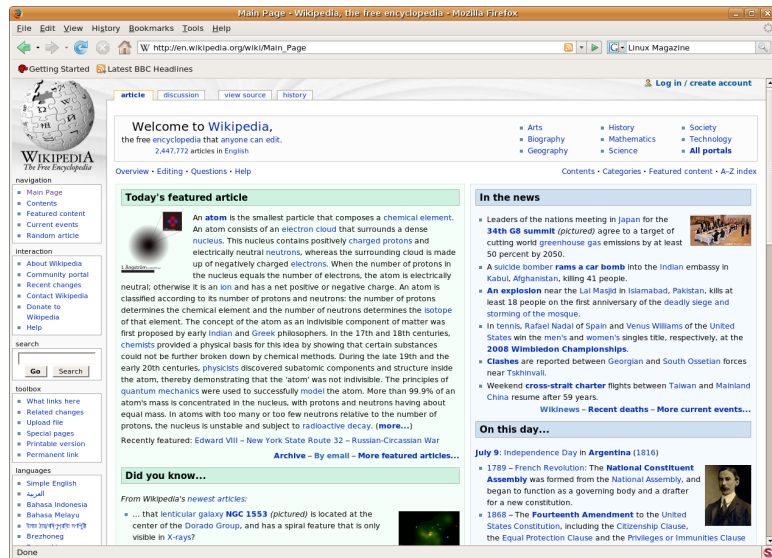 Main Page - Wikipedia, the free encyclopedia - Mozilla Firefox
File Edit View History Bookmarks Tools Help
W http://en.wikipedia.org/wiki/Main_Page
G Linux Magazine
Getting Started Latest BBC Headlines
Log in / create account
article discussion view source history
WIKIPEDIA
The Free Encyclopedia
navigation
Main Page
Contents
Featured content
Current events
Random article
interaction
About Wikipedia
Community portal
Recent changes
Contact Wikipedia
Donate to
Wikipedia
Help
search
Go Search
toolbox
What links here
Related changes
Upload file
Special pages
Printable version
Permanent link
languages
Simple English
العربية
Bahasa Indonesia
Bahasa Melayu
Brezhoneg
Welcome to Wikipedia,
the free encyclopedia that anyone can edit.
2,447,772 articles in English
Arts
Biography
Geography
History
Mathematics
Science
Society
Technology
All portals
Overview · Editing · Questions · Help
Contents · Categories · Featured content · A–Z index
Today's featured article
1 Ångström
An atom is the smallest particle that composes a chemical element.
An atom consists of an electron cloud that surrounds a dense
nucleus. This nucleus contains positively charged protons and
electrically neutral neutrons, whereas the surrounding cloud is made
up of negatively charged electrons. When the number of protons in
the nucleus equals the number of electrons, the atom is electrically
neutral; otherwise it is an ion and has a net positive or negative charge. An atom is
classified according to its number of protons and neutrons: the number of protons
determines the chemical element and the number of neutrons determines the isotope
of that element. The concept of the atom as an indivisible component of matter was
first proposed by early Indian and Greek philosophers. In the 17th and 18th centuries,
chemists provided a physical basis for this idea by showing that certain substances
could not be further broken down by chemical methods. During the late 19th and the
early 20th centuries, physicists discovered subatomic components and structure inside
the atom, thereby demonstrating that the 'atom' was not indivisible. The principles of
quantum mechanics were used to successfully model the atom. More than 99.9% of an
atom's mass is concentrated in the nucleus, with protons and neutrons having about
equal mass. In atoms with too many or too few neutrons relative to the number of
protons, the nucleus is unstable and subject to radioactive decay. (more...)
Recently featured: Edward VIII – New York State Route 32 – Russian-Circassian War
Archive – By email – More featured articles...
Did you know...
From Wikipedia's newest articles:
... that lenticular galaxy NGC 1553 (pictured) is located at the
center of the Dorado Group, and has a spiral feature that is only
visible in X-rays?
In the news
Leaders of the nations meeting in Japan for the
34th G8 summit (pictured) agree to a target of
cutting world greenhouse gas emissions by at least
50 percent by 2050.
A suicide bomber rams a car bomb into the Indian embassy in
Kabul, Afghanistan, killing 41 people.
An explosion near the Lal Masjid in Islamabad, Pakistan, kills at
least 18 people on the first anniversary of the deadly siege and
storming of the mosque.
In tennis, Rafael Nadal of Spain and Venus Williams of the United
States win the men's and women's singles title, respectively, at the
2008 Wimbledon Championships.
Clashes are reported between Georgian and South Ossetian forces
near Tskhinvali.
Weekend cross-strait charter flights between Taiwan and Mainland
China resume after 59 years.
Wikinews – Recent deaths – More current events...
On this day...
July 9: Independence Day in Argentina (1816)
1789 – French Revolution: The National Constituent
Assembly was formed from the National Assembly, and
began to function as a governing body and a drafter
for a new constitution.
1868 – The Fourteenth Amendment to the United
States Constitution, including the Citizenship Clause,
the Equal Protection Clause and the Privileges or Immunities Clause
Done